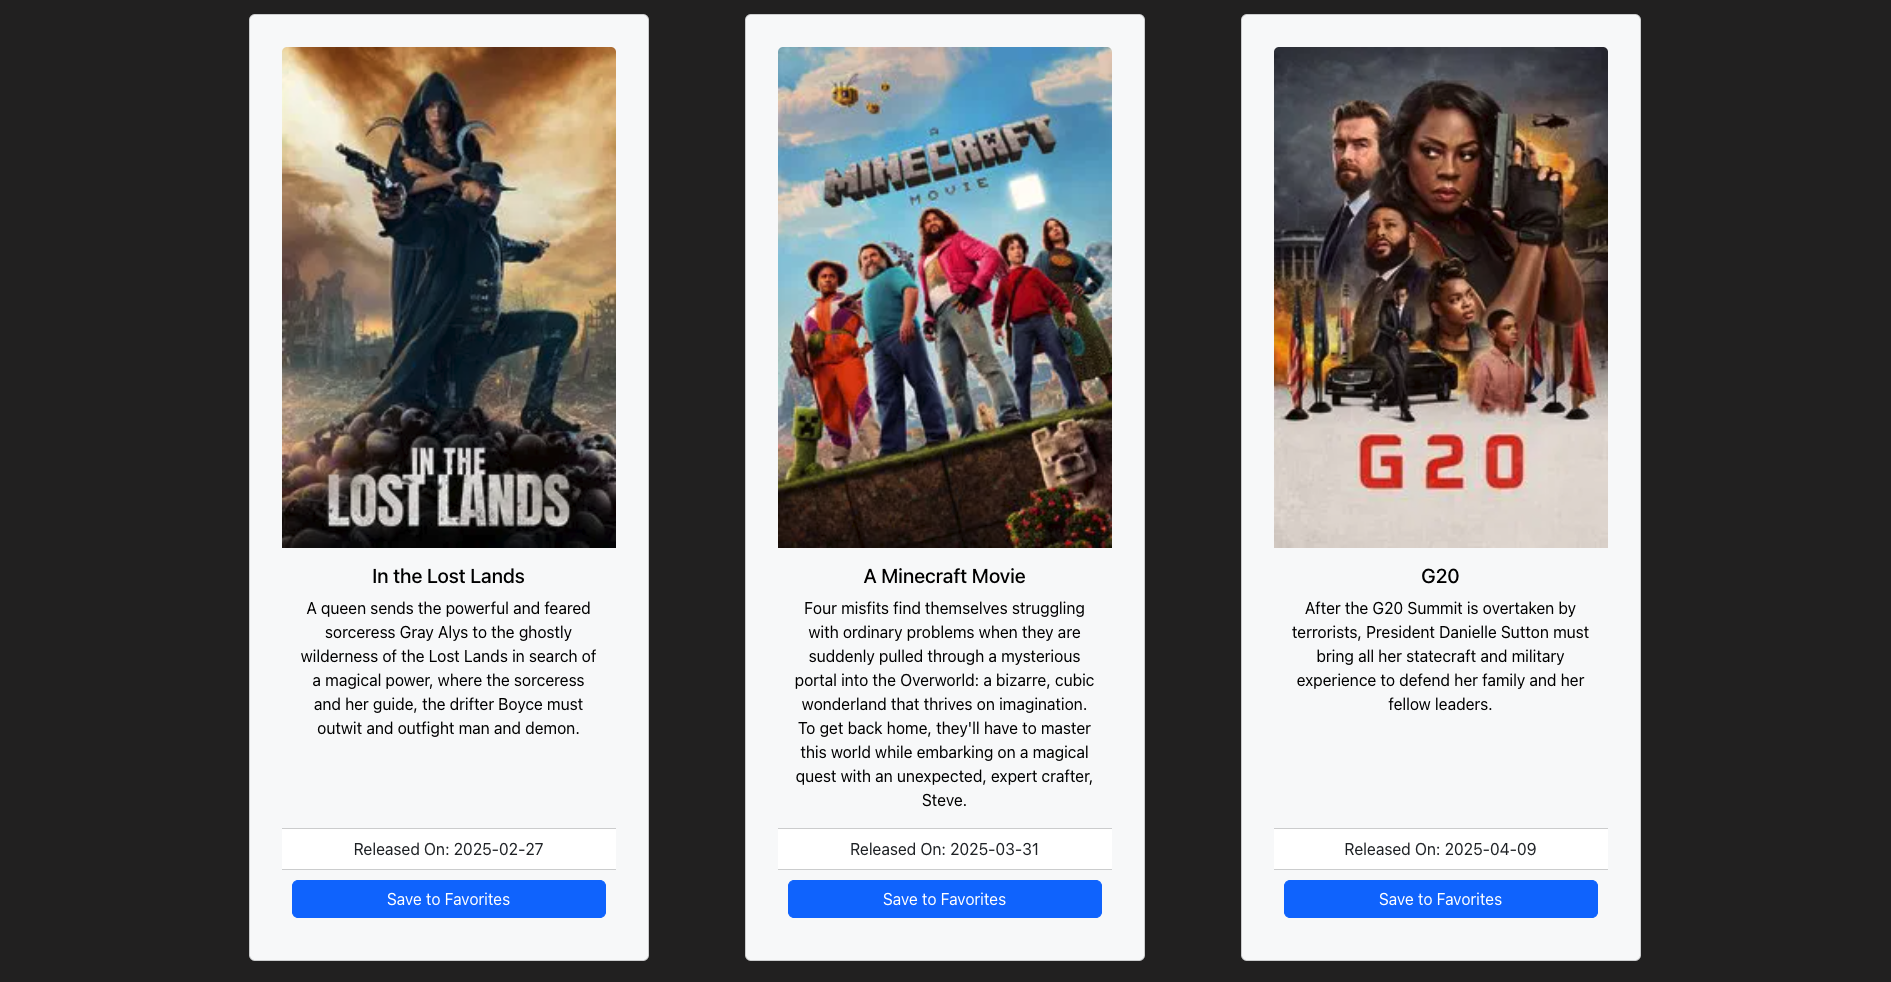 IN THE
LOST LANDS
In the Lost Lands
A queen sends the powerful and feared
sorceress Gray Alys to the ghostly
wilderness of the Lost Lands in search of
a magical power, where the sorceress
and her guide, the drifter Boyce must
outwit and outfight man and demon.
Released On: 2025-02-27
Save to Favorites
A
MINECRAFT
MOVIE
A Minecraft Movie
Four misfits find themselves struggling
with ordinary problems when they are
suddenly pulled through a mysterious
portal into the Overworld: a bizarre, cubic
wonderland that thrives on imagination.
To get back home, they'll have to master
this world while embarking on a magical
quest with an unexpected, expert crafter,
Steve.
Released On: 2025-03-31
Save to Favorites
G20
G20
After the G20 Summit is overtaken by
terrorists, President Danielle Sutton must
bring all her statecraft and military
experience to defend her family and her
fellow leaders.
Released On: 2025-04-09
Save to Favorites